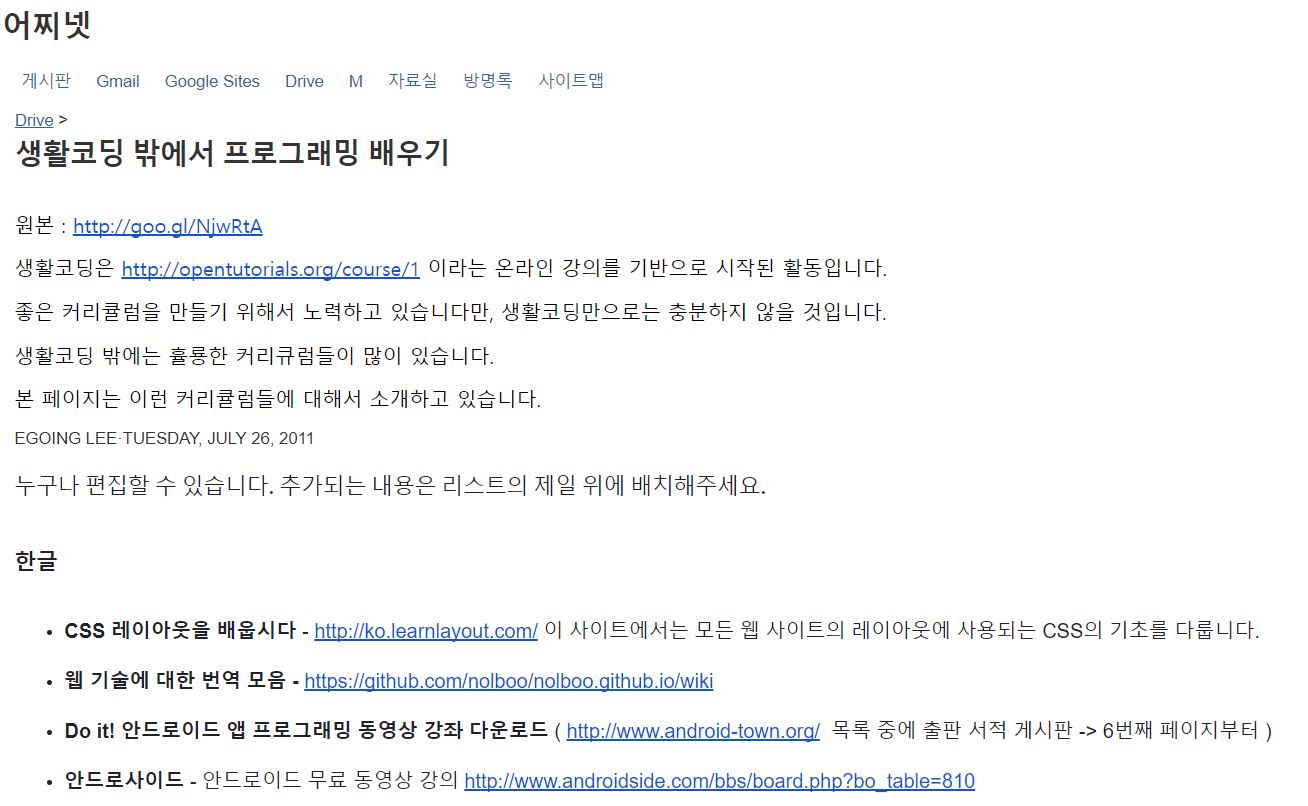 어찌넷
게시판 Gmail Google Sites Drive M 자료실 방명록 사이트맵
Drive >
생활코딩 밖에서 프로그래밍 배우기
원본 : http://goo.gl/NjwRtA
생활코딩은 http://opentutorials.org/course/1 이라는 온라인 강의를 기반으로 시작된 활동입니다.
좋은 커리큘럼을 만들기 위해서 노력하고 있습니다만, 생활코딩만으로는 충분하지 않을 것입니다.
생활코딩 밖에는 휼륭한 커리큐럼들이 많이 있습니다.
본 페이지는 이런 커리큘럼들에 대해서 소개하고 있습니다.
EGOING LEE·TUESDAY, JULY 26, 2011
누구나 편집할 수 있습니다. 추가되는 내용은 리스트의 제일 위에 배치해주세요.
한글
• CSS 레이아웃을 배웁시다 - http://ko.learnlayout.com/ 이 사이트에서는 모든 웹 사이트의 레이아웃에 사용되는 CSS의 기초를 다룹니다.
• 웹 기술에 대한 번역 모음 - https://github.com/nolboo/nolboo.github.io/wiki
• Do it! 안드로이드 앱 프로그래밍 동영상 강좌 다운로드 ( http://www.android-town.org/ 목록 중에 출판 서적 게시판 -> 6번째 페이지부터 )
• 안드로사이드 - 안드로이드 무료 동영상 강의 http://www.androidside.com/bbs/board.php?bo_table=810